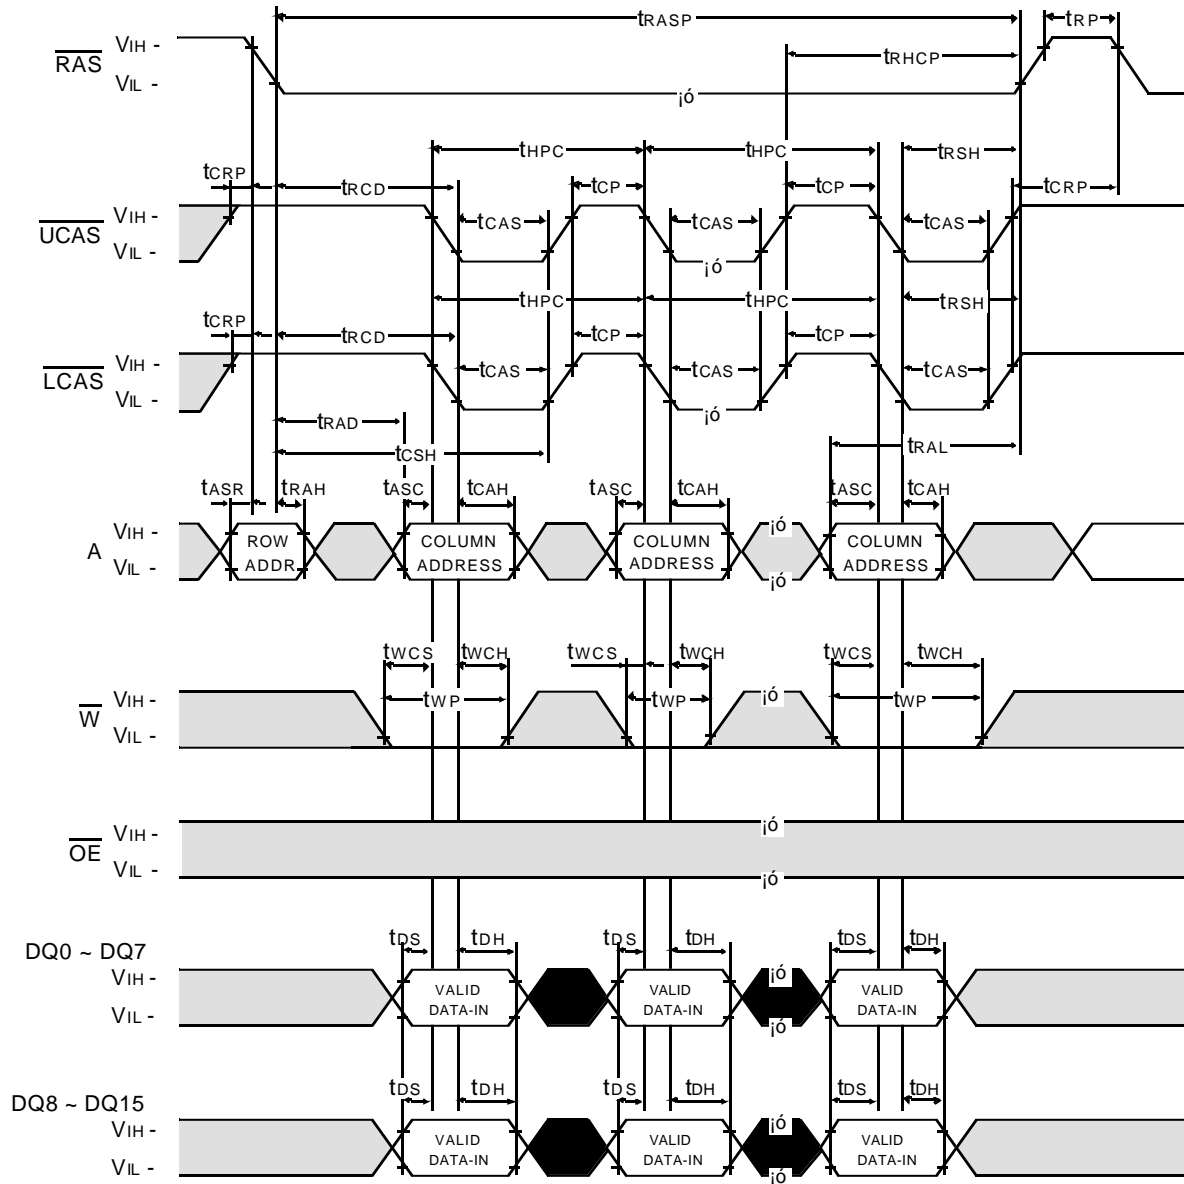 tRASP tRP
RAS VIH -
tRHCP
VIL -
¡ó
tHPC tHPC tRSH
tCRP tRCD tCP tCP tCRP
UCAS VIH -
tCAS tCAS tCAS
VIL -
¡ó
tHPC tHPC tRSH
tCRP tRCD tCP tCP
LCAS VIH -
tCAS tCAS tCAS
VIL -
¡ó
tRAD
tCSH tRAL
tASR tRAH tASC tCAH tASC tCAH tASC tCAH
A VIH -
¡ó
ROW ADDR
COLUMN ADDRESS
COLUMN ADDRESS
COLUMN ADDRESS
VIL -
¡ó
tWCS tWCH tWCS tWCH tWCS tWCH
W VIH -
tWP tWP ¡ó tWP
VIL -
OE VIH -
¡ó
VIL -
¡ó
DQ0 ~ DQ7
tDS tDH tDS tDH tDS tDH
VIH -
¡ó
VALID DATA-IN
VALID DATA-IN
VALID DATA-IN
VIL -
¡ó
DQ8 ~ DQ15
tDS tDH tDS tDH tDS tDH
VIH -
¡ó
VALID DATA-IN
VALID DATA-IN
VALID DATA-IN
VIL -
¡ó